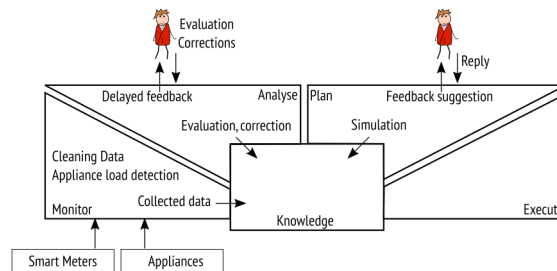 Evaluation
Corrections
Reply
Delayed feedback
Analyse
Plan
Feedback suggestion
Evaluation, correction
Simulation
Cleaning Data
Appliance load detection
Collected data
Monitor
Knowledge
Execut
Smart Meters
Appliances